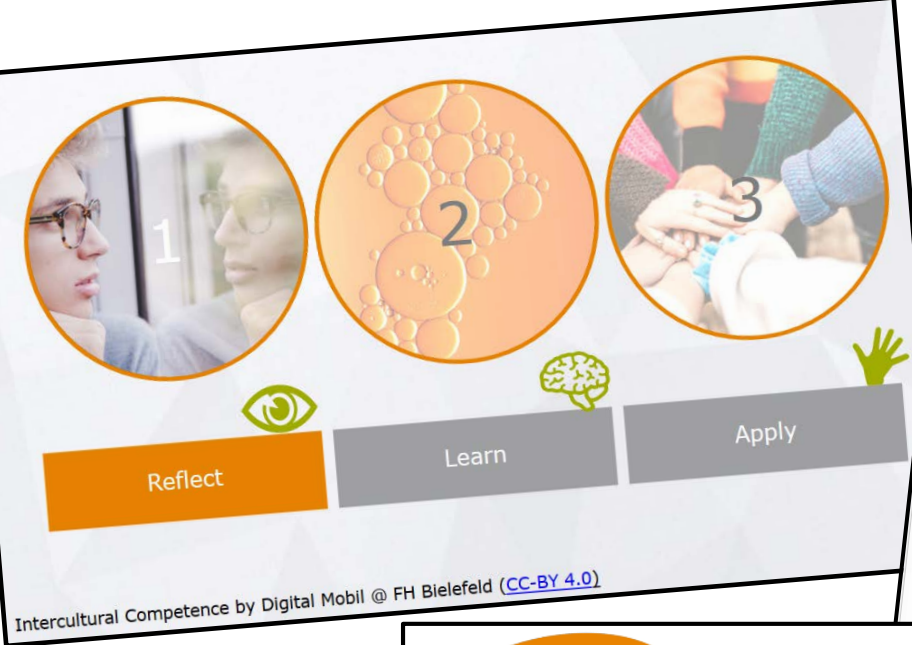 1
2
3
Reflect
Learn
Apply
Intercultural Competence by Digital Mobil @ FH Bielefeld (CC-BY 4.0)